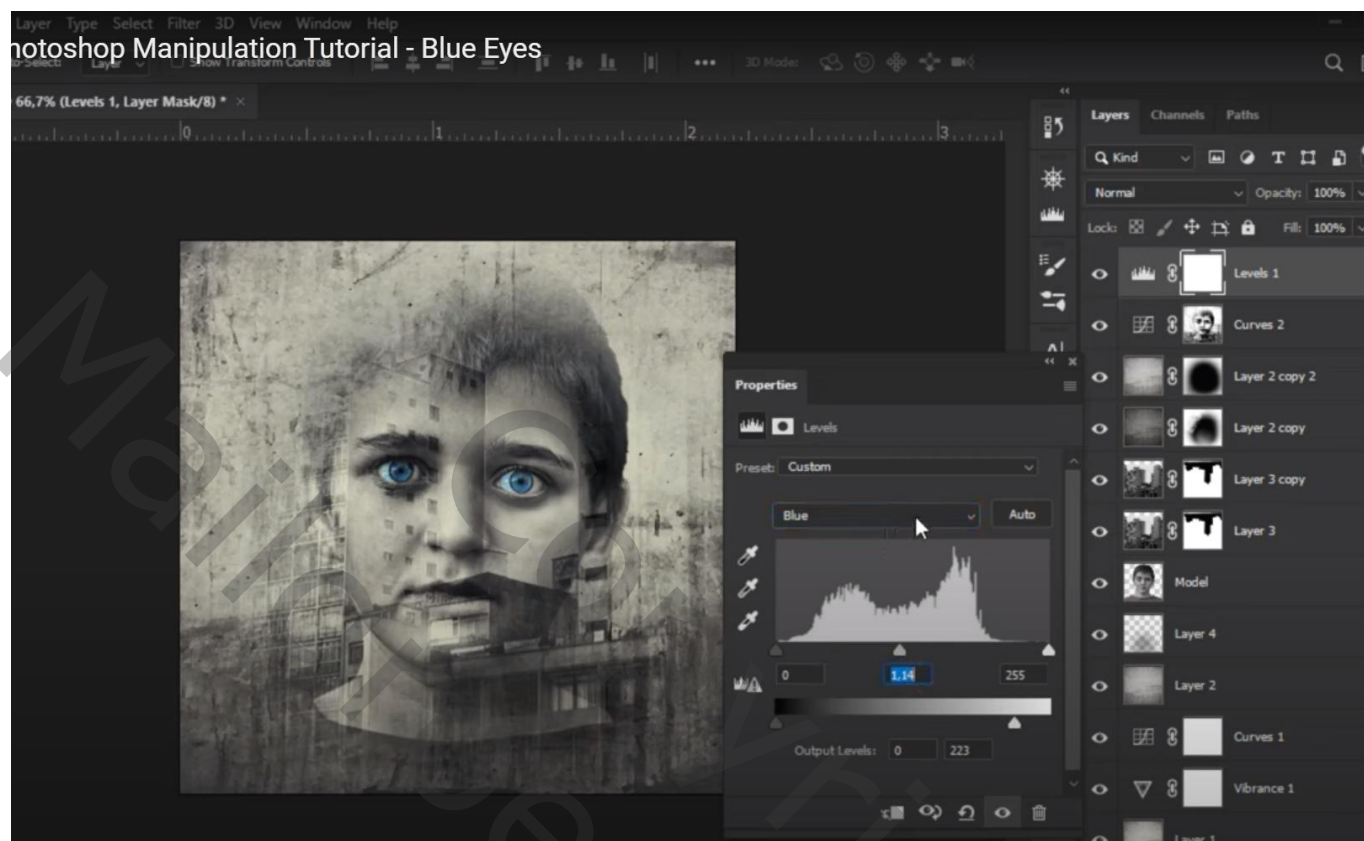 Layer Type Select Filter 3D View Window Help
hotoshop Manipulation Tutorial - Blue Eyes
Layer Show Transform Controls 3D Mode:
66,7% (Levels 1, Layer Mask/8) * ×
0 1 2 3
Layers Channels Paths
Kind
Normal Opacity: 100%
Lock: Fill: 100%
Levels 1
Curves 2
Layer 2 copy 2
Layer 2 copy
Layer 3 copy
Layer 3
Model
Layer 4
Layer 2
Curves 1
Vibrance 1
Layer 1
Properties
Levels
Preset: Custom
Blue Auto
0 1,14 255
Output Levels: 0 223